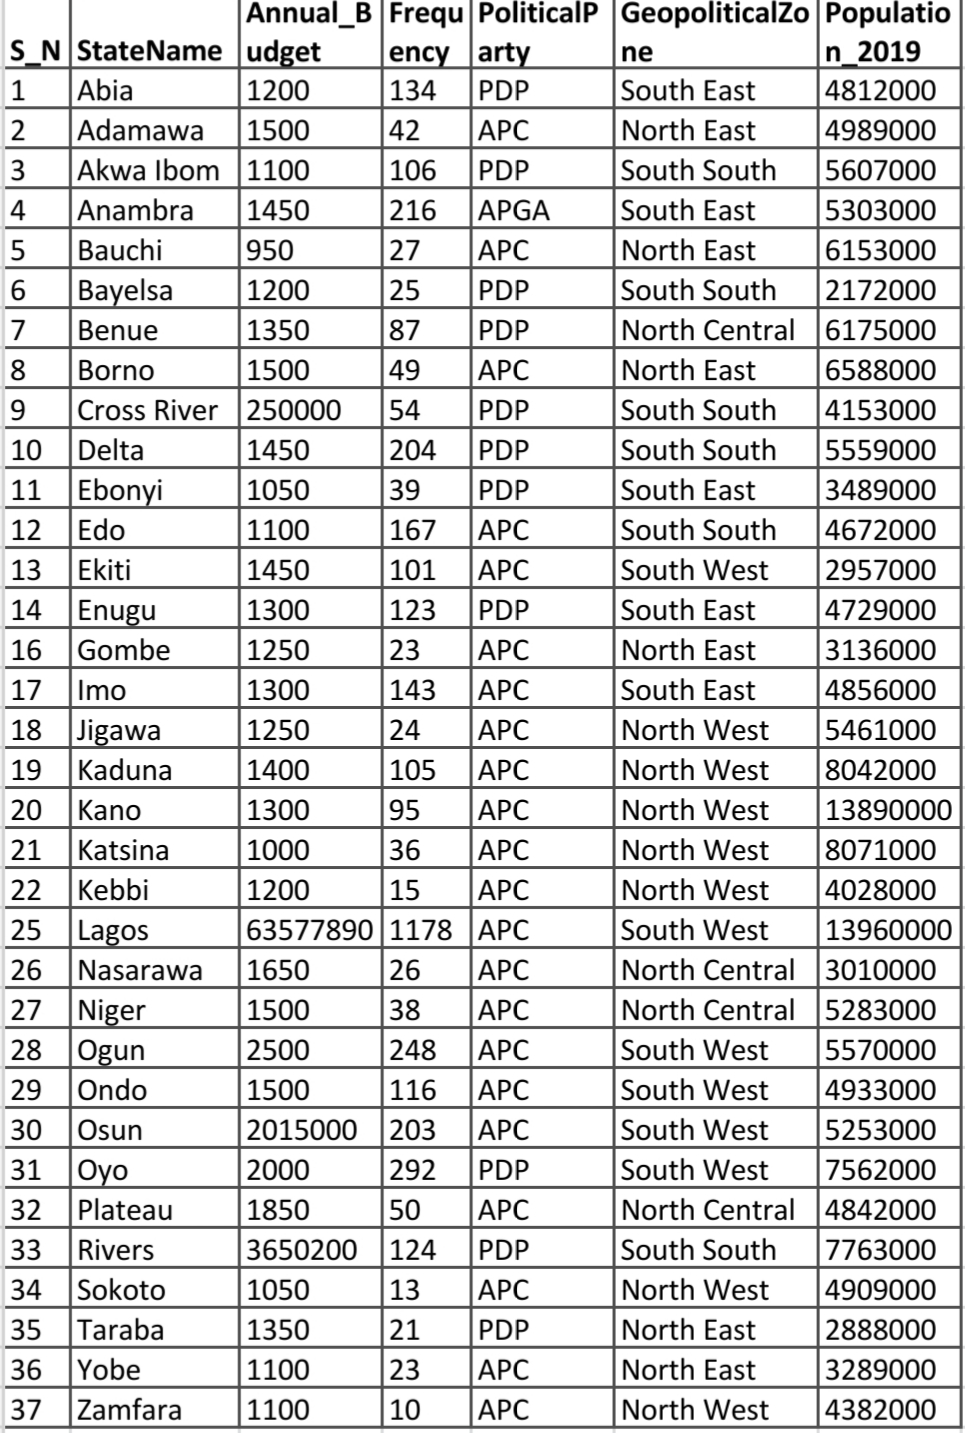 S_N StateName Annual_Budget Frequency PoliticalParty GeopoliticalZone Population_2019
1 Abia 1200 134 PDP South East 4812000
2 Adamawa 1500 42 APC North East 4989000
3 Akwa Ibom 1100 106 PDP South South 5607000
4 Anambra 1450 216 APGA South East 5303000
5 Bauchi 950 27 APC North East 6153000
6 Bayelsa 1200 25 PDP South South 2172000
7 Benue 1350 87 PDP North Central 6175000
8 Borno 1500 49 APC North East 6588000
9 Cross River 250000 54 PDP South South 4153000
10 Delta 1450 204 PDP South South 5559000
11 Ebonyi 1050 39 PDP South East 3489000
12 Edo 1100 167 APC South South 4672000
13 Ekiti 1450 101 APC South West 2957000
14 Enugu 1300 123 PDP South East 4729000
16 Gombe 1250 23 APC North East 3136000
17 Imo 1300 143 APC South East 4856000
18 Jigawa 1250 24 APC North West 5461000
19 Kaduna 1400 105 APC North West 8042000
20 Kano 1300 95 APC North West 13890000
21 Katsina 1000 36 APC North West 8071000
22 Kebbi 1200 15 APC North West 4028000
25 Lagos 63577890 1178 APC South West 13960000
26 Nasarawa 1650 26 APC North Central 3010000
27 Niger 1500 38 APC North Central 5283000
28 Ogun 2500 248 APC South West 5570000
29 Ondo 1500 116 APC South West 4933000
30 Osun 2015000 203 APC South West 5253000
31 Oyo 2000 292 PDP South West 7562000
32 Plateau 1850 50 APC North Central 4842000
33 Rivers 3650200 124 PDP South South 7763000
34 Sokoto 1050 13 APC North West 4909000
35 Taraba 1350 21 PDP North East 2888000
36 Yobe 1100 23 APC North East 3289000
37 Zamfara 1100 10 APC North West 4382000